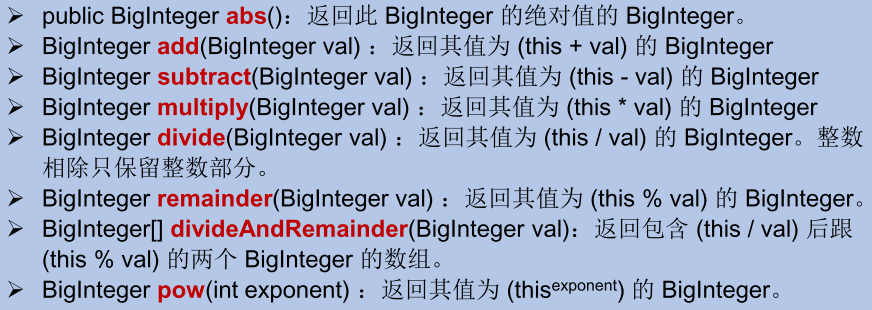 ➢ public BigInteger abs()：返回此 BigInteger 的绝对值的 BigInteger。
➢ BigInteger add(BigInteger val) ：返回其值为 (this + val) 的 BigInteger
➢ BigInteger subtract(BigInteger val) ：返回其值为 (this - val) 的 BigInteger
➢ BigInteger multiply(BigInteger val) ：返回其值为 (this * val) 的 BigInteger
➢ BigInteger divide(BigInteger val) ：返回其值为 (this / val) 的 BigInteger。整数
相除只保留整数部分。
➢ BigInteger remainder(BigInteger val) ：返回其值为 (this % val) 的 BigInteger。
➢ BigInteger[] divideAndRemainder(BigInteger val)：返回包含 (this / val) 后跟
(this % val) 的两个 BigInteger 的数组。
➢ BigInteger pow(int exponent) ：返回其值为 (thisexponent) 的 BigInteger。